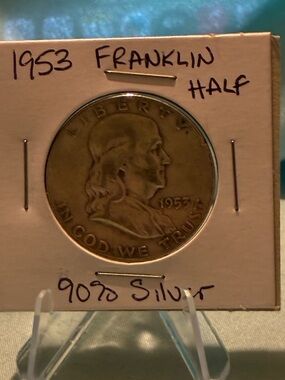 1953 FRANKLIN
HALF
LIBERTY
1953
IN GOD WE TRUST
90% Silver